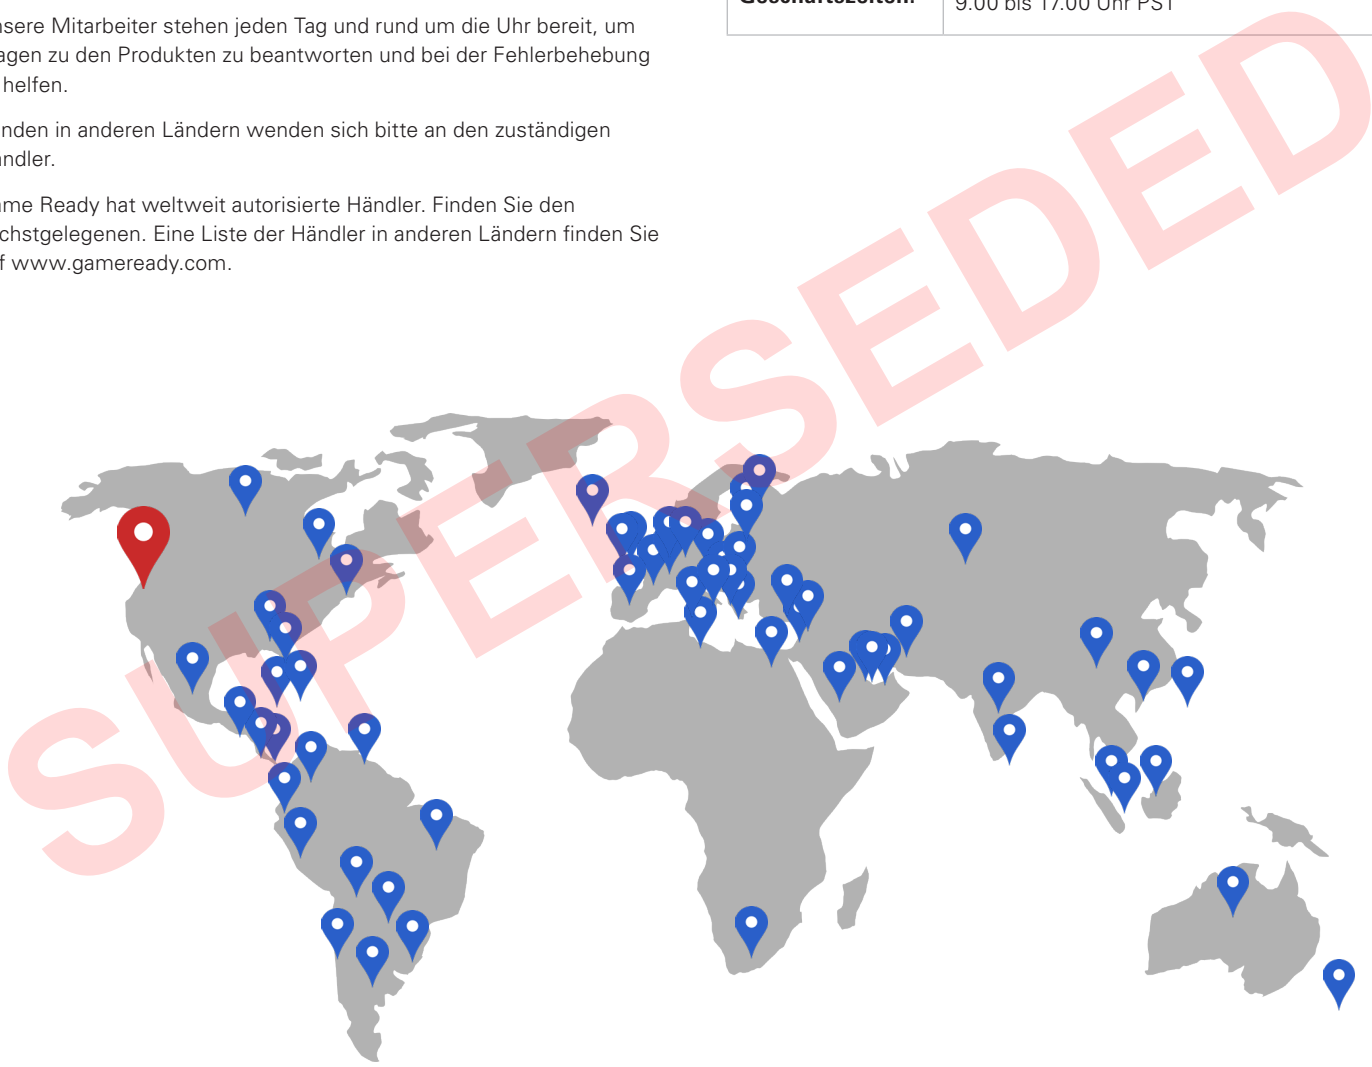 nsere Mitarbeiter stehen jeden Tag und rund um die Uhr bereit, um
agen zu den Produkten zu beantworten und bei der Fehlerbehebung
helfen.
nden in anderen Ländern wenden sich bitte an den zuständigen
ndler.
me Ready hat weltweit autorisierte Händler. Finden Sie den
chstgelegenen. Eine Liste der Händler in anderen Ländern finden Sie
f www.gameready.com.
9.00 bis 17.00 Uhr PST
SUPERSEDED